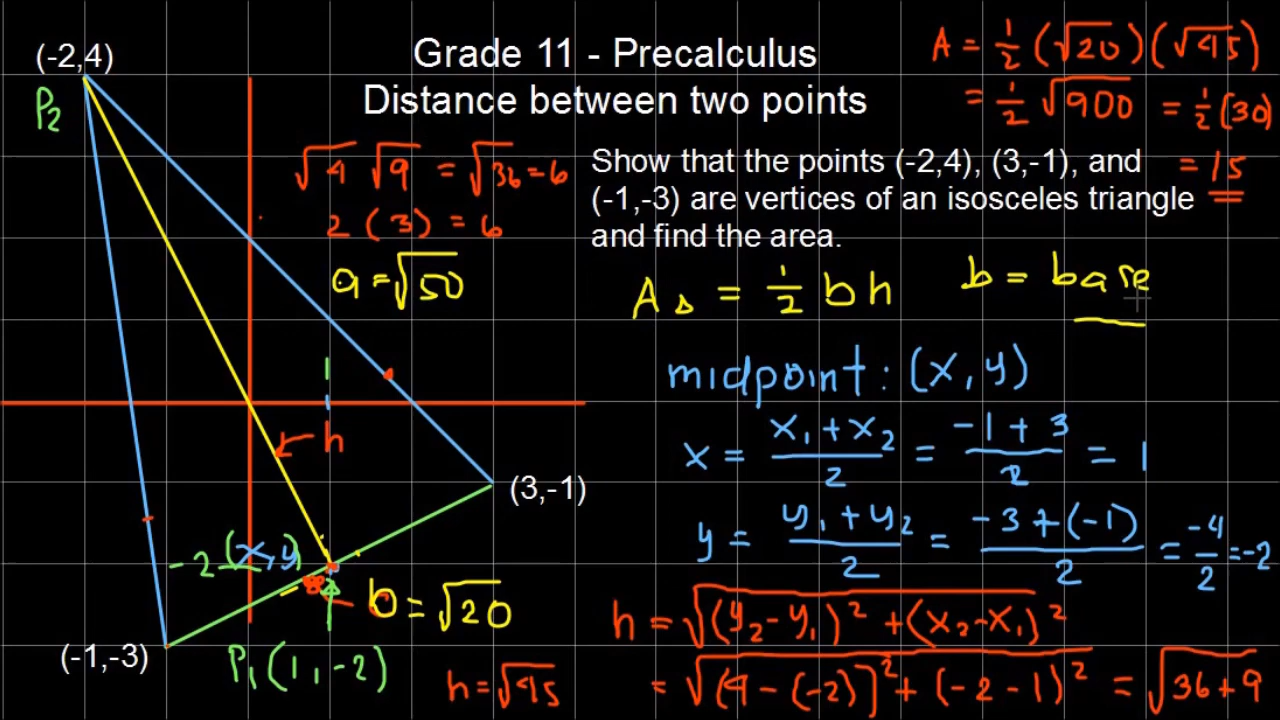 Grade 11 - Precalculus
Distance between two points
Show that the points (-2,4), (3,-1), and
(-1,-3) are vertices of an isosceles triangle
and find the area.
A = 1/2 (√20)(√45)
= 1/2 √900 = 1/2 (30)
= 15
(-2,4)
P2
√4 √9 = √36 = 6
2 (3) = 6
a = √50
A▵ = 1/2 b h
b = base
midpoint : (x, y)
x = (x₁ + x₂)/2 = (-1 + 3)/2 = 1
y = (y₁ + y₂)/2 = (-3 + (-1))/2 = -4/2 = -2
h
(3,-1)
-2 (x, y)
b = √20
(-1,-3)
P₁ (1, -2)
h = √45
h = √(y₂ - y₁)² + (x₂ - x₁)²
= √(4 - (-2)]² + (-2 - 1)² = √36 + 9